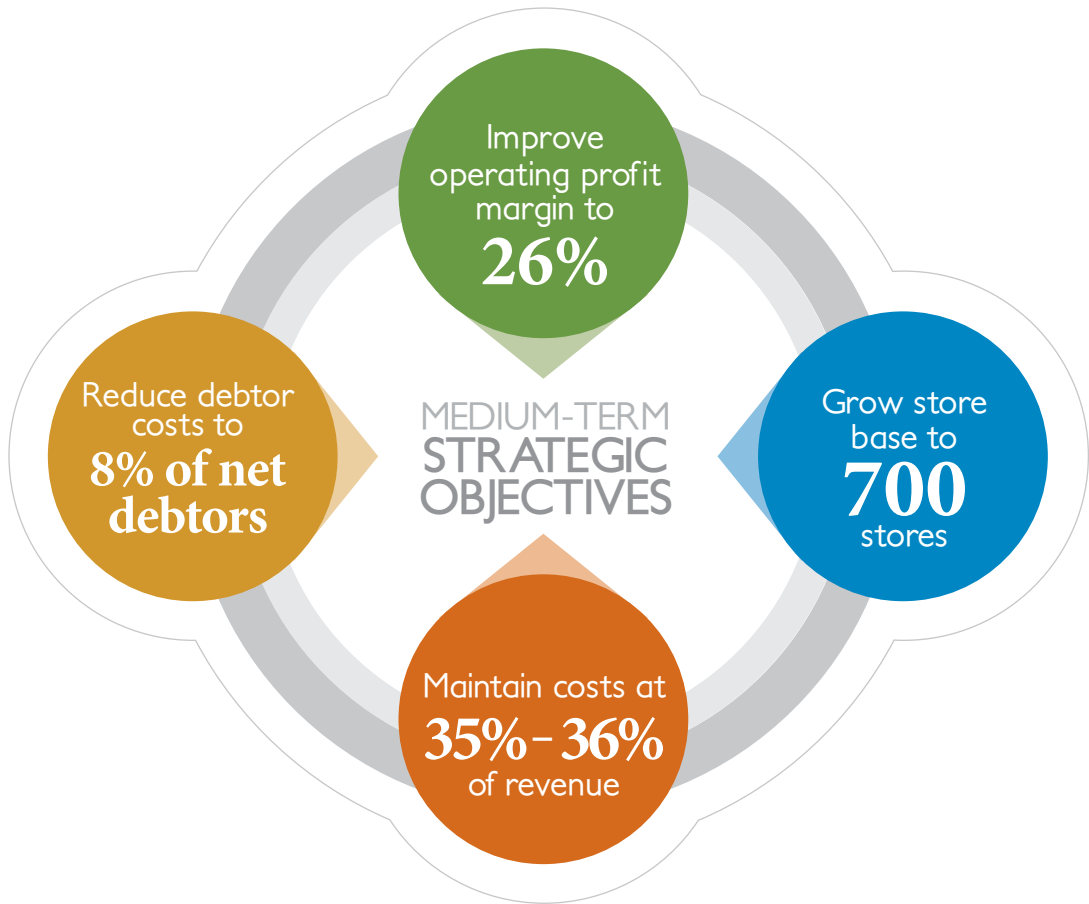 Improve
operating profit
margin to
26%
Reduce debtor
costs to
8% of net
debtors
MEDIUM-TERM
STRATEGIC
OBJECTIVES
Grow store
base to
700
stores
Maintain costs at
35% – 36%
of revenue